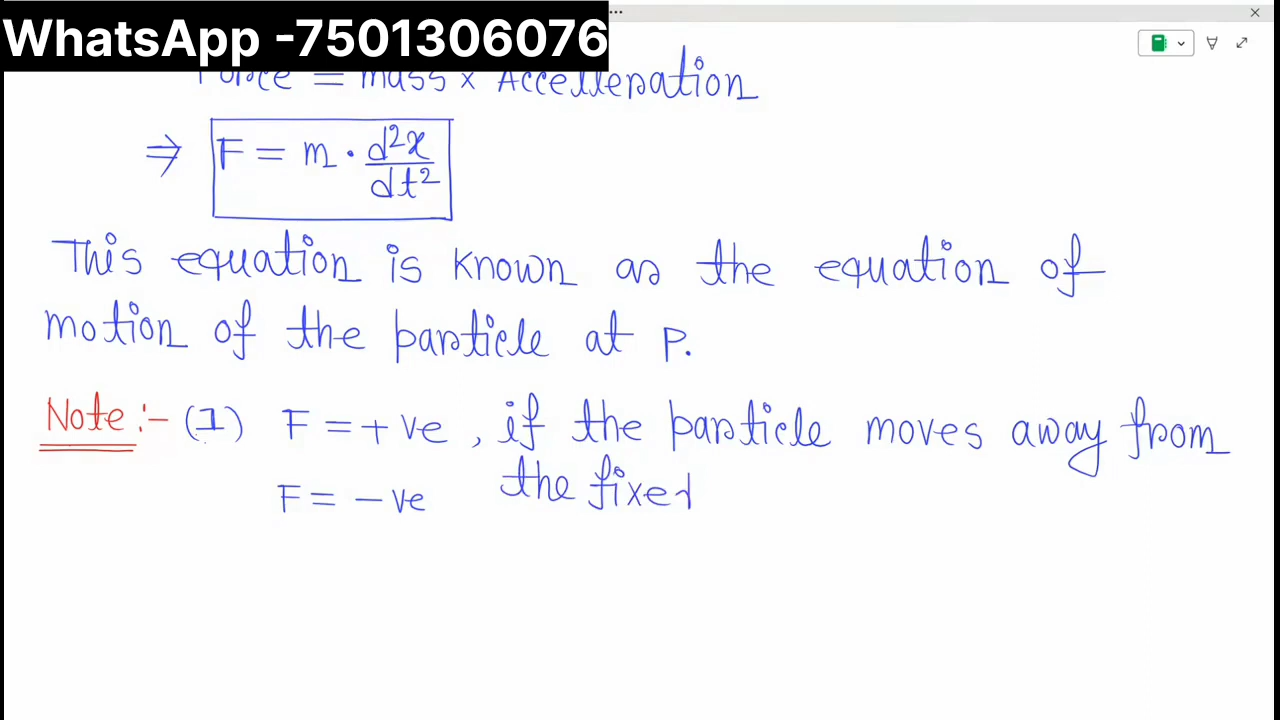 WhatsApp -7501306076
Force = mass × Accelleration
⇒ F = m · d²x/dt²
This equation is known as the equation of
motion of the particle at P.
Note:- (1) F = +ve, if the particle moves away from
the fixed
F = -ve